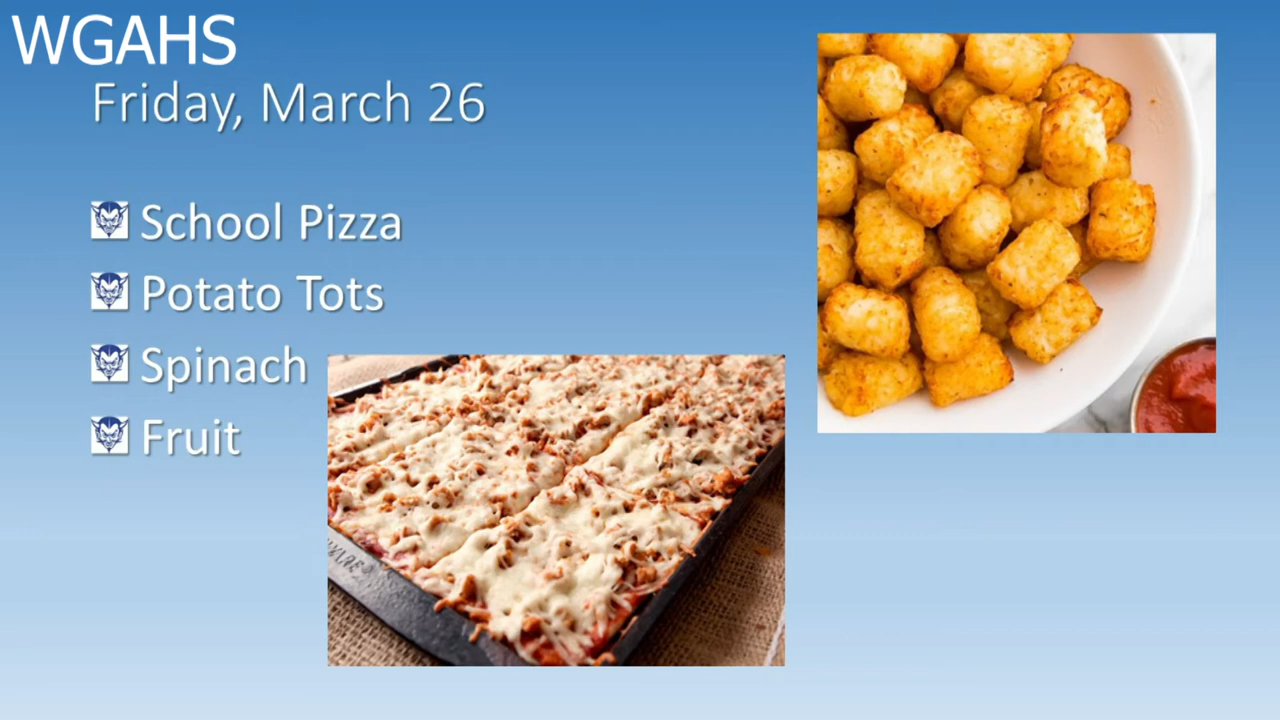 WGAHS
Friday, March 26
School Pizza
Potato Tots
Spinach
Fruit